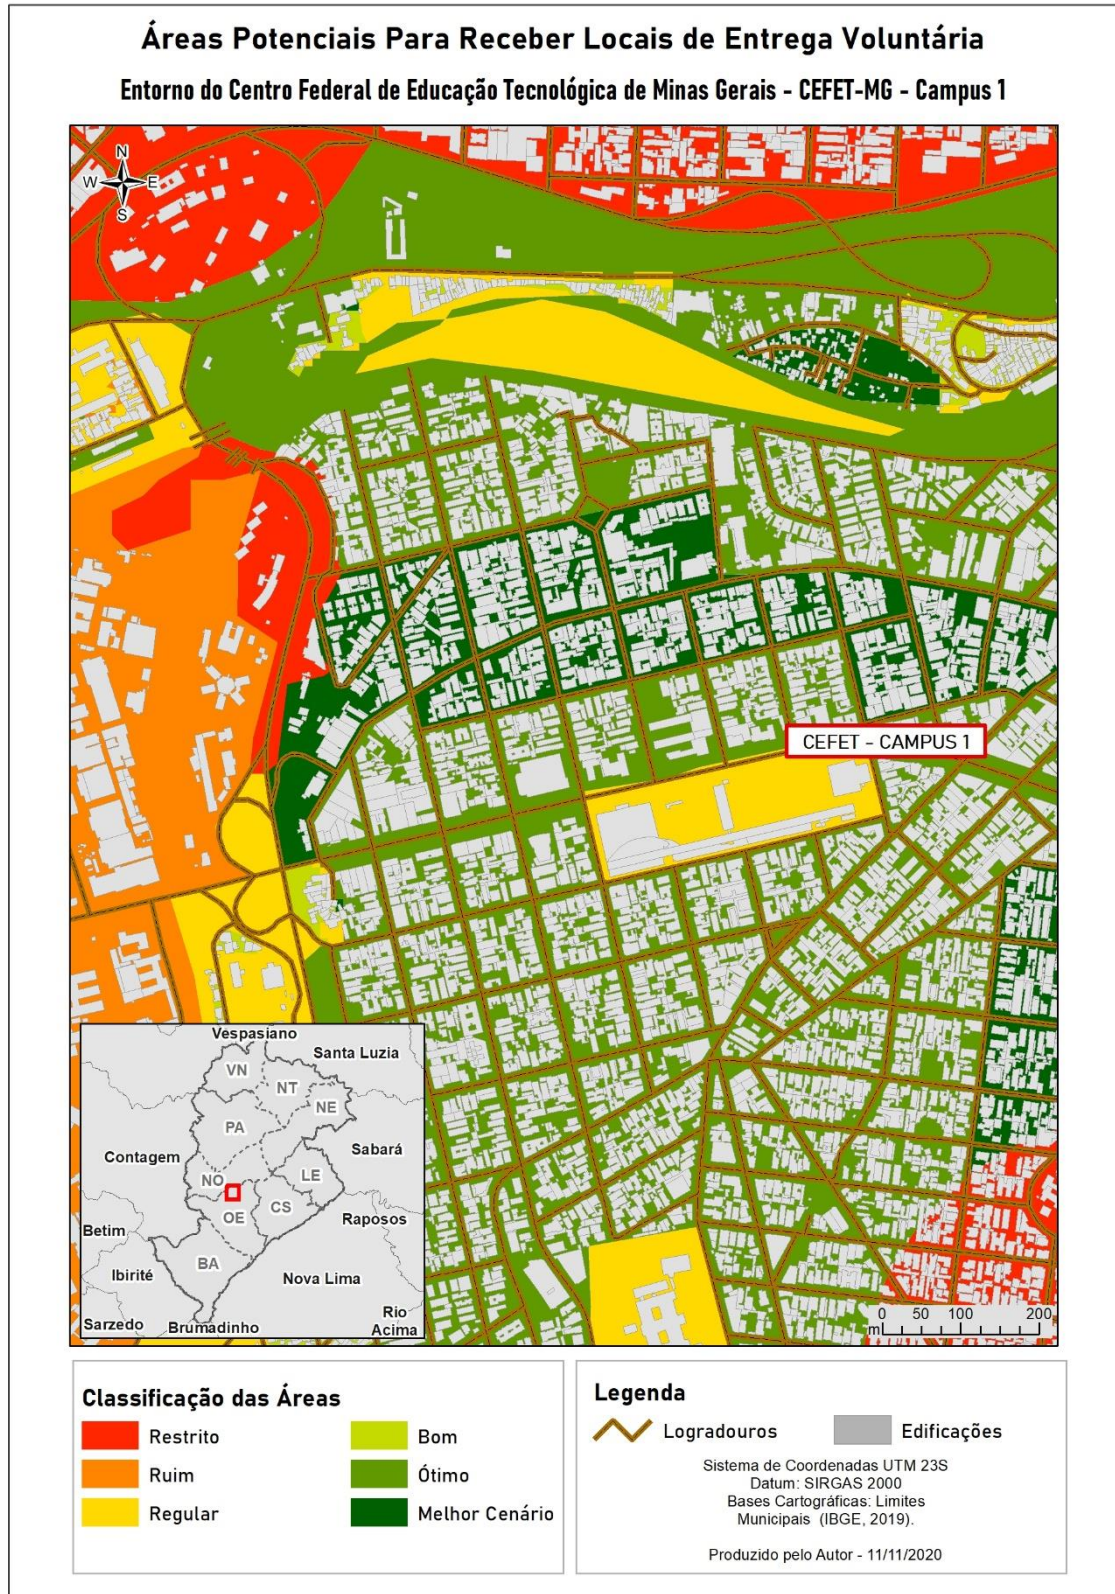 Áreas Potenciais Para Receber Locais de Entrega Voluntária
Entorno do Centro Federal de Educação Tecnológica de Minas Gerais - CEFET-MG - Campus 1
N
W E
S
CEFET - CAMPUS 1
Vespasiano
Santa Luzia
VN
NT
NE
PA
Sabará
Contagem
NO
LE
OE
CS
Raposos
Betim
BA
Ibirité
Nova Lima
Rio
Acima
Sarzedo
Brumadinho
0 50 100 200
m
Classificação das Áreas
Restrito
Ruim
Regular
Bom
Ótimo
Melhor Cenário
Legenda
Logradouros
Edificações
Sistema de Coordenadas UTM 23S
Datum: SIRGAS 2000
Bases Cartográficas: Limites
Municipais (IBGE, 2019).
Produzido pelo Autor - 11/11/2020